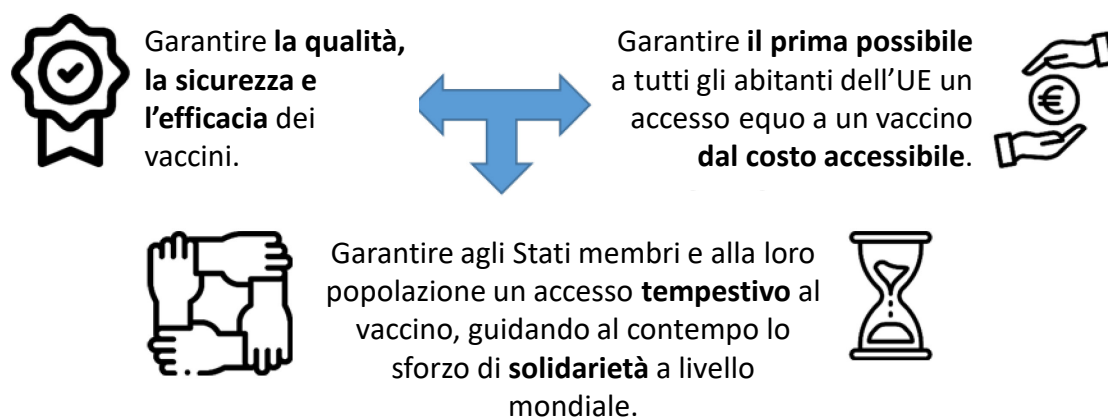 Garantire la qualità,
la sicurezza e
l’efficacia dei
vaccini.
Garantire il prima possibile
a tutti gli abitanti dell’UE un
accesso equo a un vaccino
dal costo accessibile.
€
Garantire agli Stati membri e alla loro
popolazione un accesso tempestivo al
vaccino, guidando al contempo lo
sforzo di solidarietà a livello
mondiale.